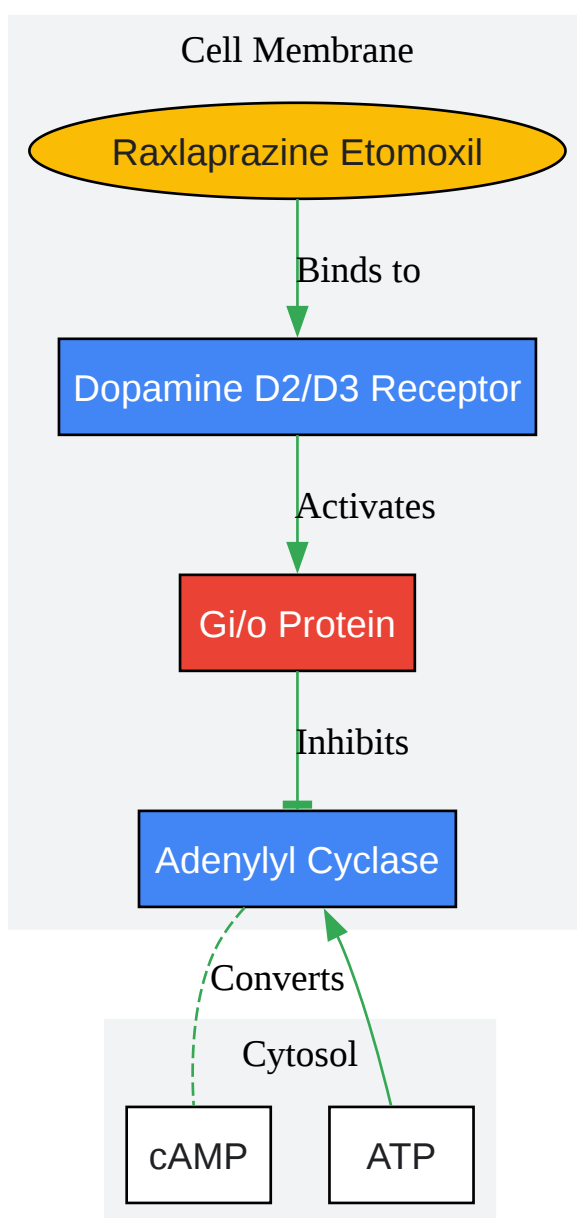 Cell Membrane
Raxlaprazine Etomoxil
Binds to
Dopamine D2/D3 Receptor
Activates
Gi/o Protein
Inhibits
Adenylyl Cyclase
Converts
Cytosol
cAMP
ATP